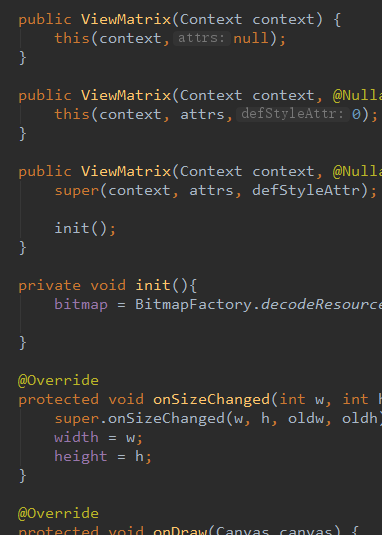 public ViewMatrix(Context context) {
this(context, attrs: null);
}
public ViewMatrix(Context context, @Nulla
this(context, attrs, defStyleAttr: 0);
}
public ViewMatrix(Context context, @Nulla
super(context, attrs, defStyleAttr);
init();
}
private void init(){
bitmap = BitmapFactory.decodeResource
}
@Override
protected void onSizeChanged(int w, int h
super.onSizeChanged(w, h, oldw, oldh)
width = w;
height = h;
}
@Override
protected void onDraw(Canvas canvas) {